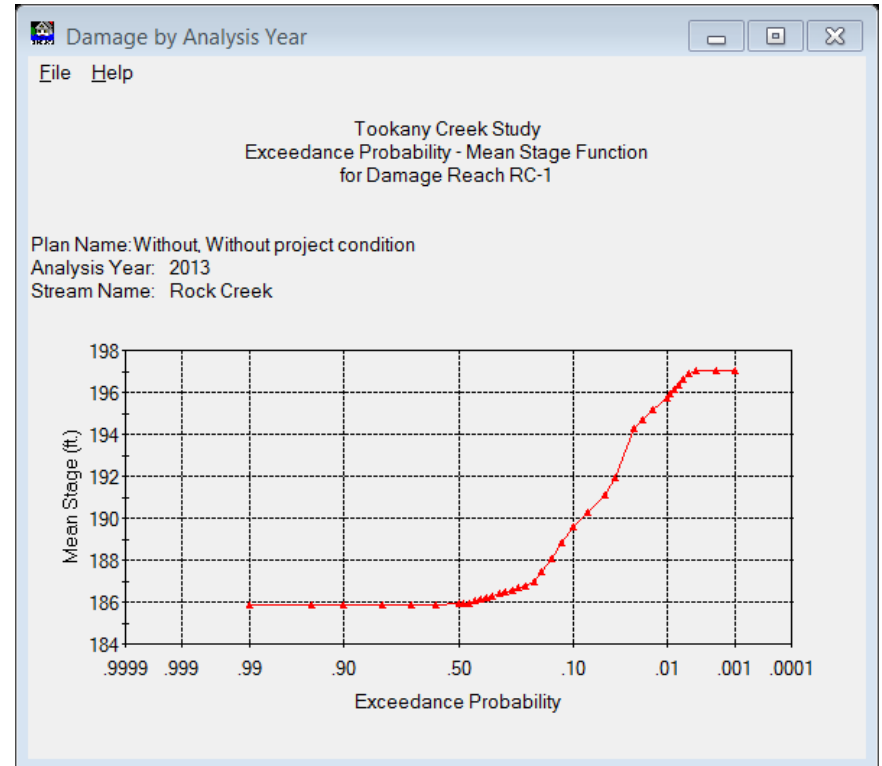 Damage by Analysis Year
File Help
Tookany Creek Study
Exceedance Probability - Mean Stage Function
for Damage Reach RC-1
Plan Name: Without, Without project condition
Analysis Year: 2013
Stream Name: Rock Creek
198
196
194
192
190
188
186
184
Mean Stage (ft.)
.9999 .999 .99 .90 .50 .10 .01 .001 .0001
Exceedance Probability